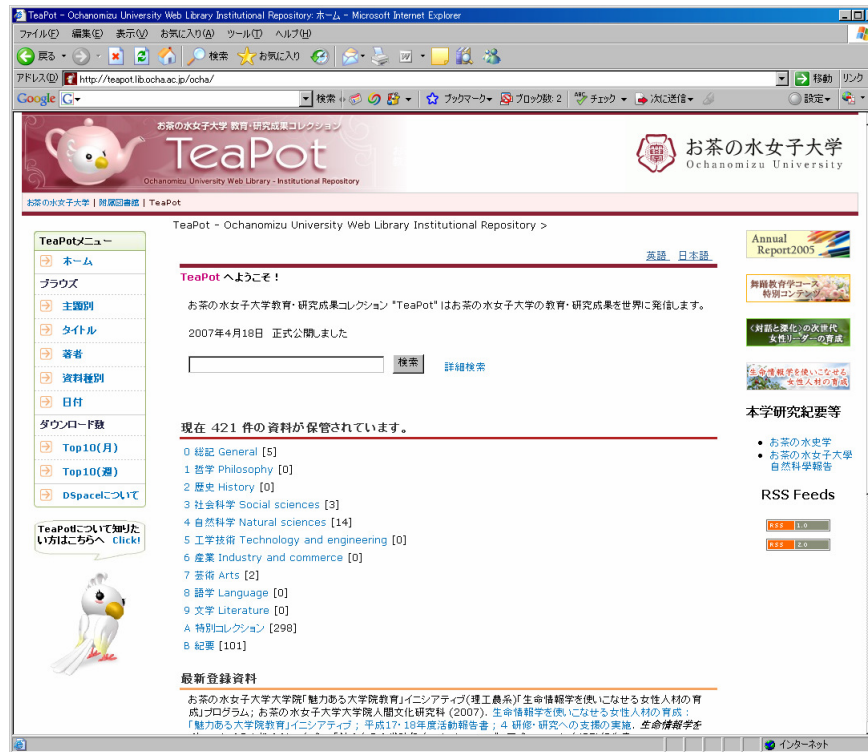 TeaPot - Ochanomizu University Web Library Institutional Repository: ホーム - Microsoft Internet Explorer
ファイル(F) 編集(E) 表示(V) お気に入り(A) ツール(T) ヘルプ(H)
戻る 検索 お気に入り
アドレス(D) http://teapot.lib.ocha.ac.jp/ocha/ 移動 リンク
Google G 検索 ブックマーク ブロック数: 2 チェック 次に送信 設定
お茶の水女子大学 教育・研究成果コレクション
TeaPot
Ochanomizu University Web Library - Institutional Repository
お茶の水女子大学
Ochanomizu University
お茶の水女子大学 | 附属図書館 | TeaPot
TeaPot - Ochanomizu University Web Library Institutional Repository >
英語 日本語
TeaPotメニュー
ホーム
ブラウズ
主題別
タイトル
著者
資料種別
日付
ダウンロード数
Top10(月)
Top10(週)
DSpaceについて
TeaPotについて知りた
い方はこちらへ Click!
TeaPot へようこそ!
お茶の水女子大学教育・研究成果コレクション "TeaPot" はお茶の水女子大学の教育・研究成果を世界に発信します。
2007年4月18日 正式公開しました
検索 詳細検索
現在 421 件の資料が保管されています。
0 総記 General [5]
1 哲学 Philosophy [0]
2 歴史 History [0]
3 社会科学 Social sciences [3]
4 自然科学 Natural sciences [14]
5 工学技術 Technology and engineering [0]
6 産業 Industry and commerce [0]
7 芸術 Arts [2]
8 語学 Language [0]
9 文学 Literature [0]
A 特別コレクション [298]
B 紀要 [101]
最新登録資料
お茶の水女子大学大学院「魅力ある大学院教育」イニシアティブ(理工農系)「生命情報学を使いこなせる女性人材の育
成」プログラム; お茶の水女子大学大学院人間文化研究科 (2007). 生命情報学を使いこなせる女性人材の育成 :
「魅力ある大学院教育」イニシアティブ ; 平成17・18年度活動報告書 ; 4 研修・研究への支援の実施. 生命情報学を
Annual
Report2005
舞踊教育学コース
特別コンテンツ
〈対話と深化〉の次世代
女性リーダーの育成
生命情報学を使いこなせる
女性人材の育成
本学研究紀要等
お茶の水史学
お茶の水女子大學
自然科學報告
RSS Feeds
RSS 1.0
RSS 2.0
インターネット